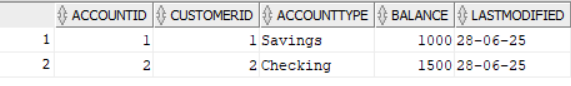 ACCOUNTID CUSTOMERID ACCOUNTTYPE BALANCE LASTMODIFIED
1 1 1 Savings 1000 28-06-25
2 2 2 Checking 1500 28-06-25